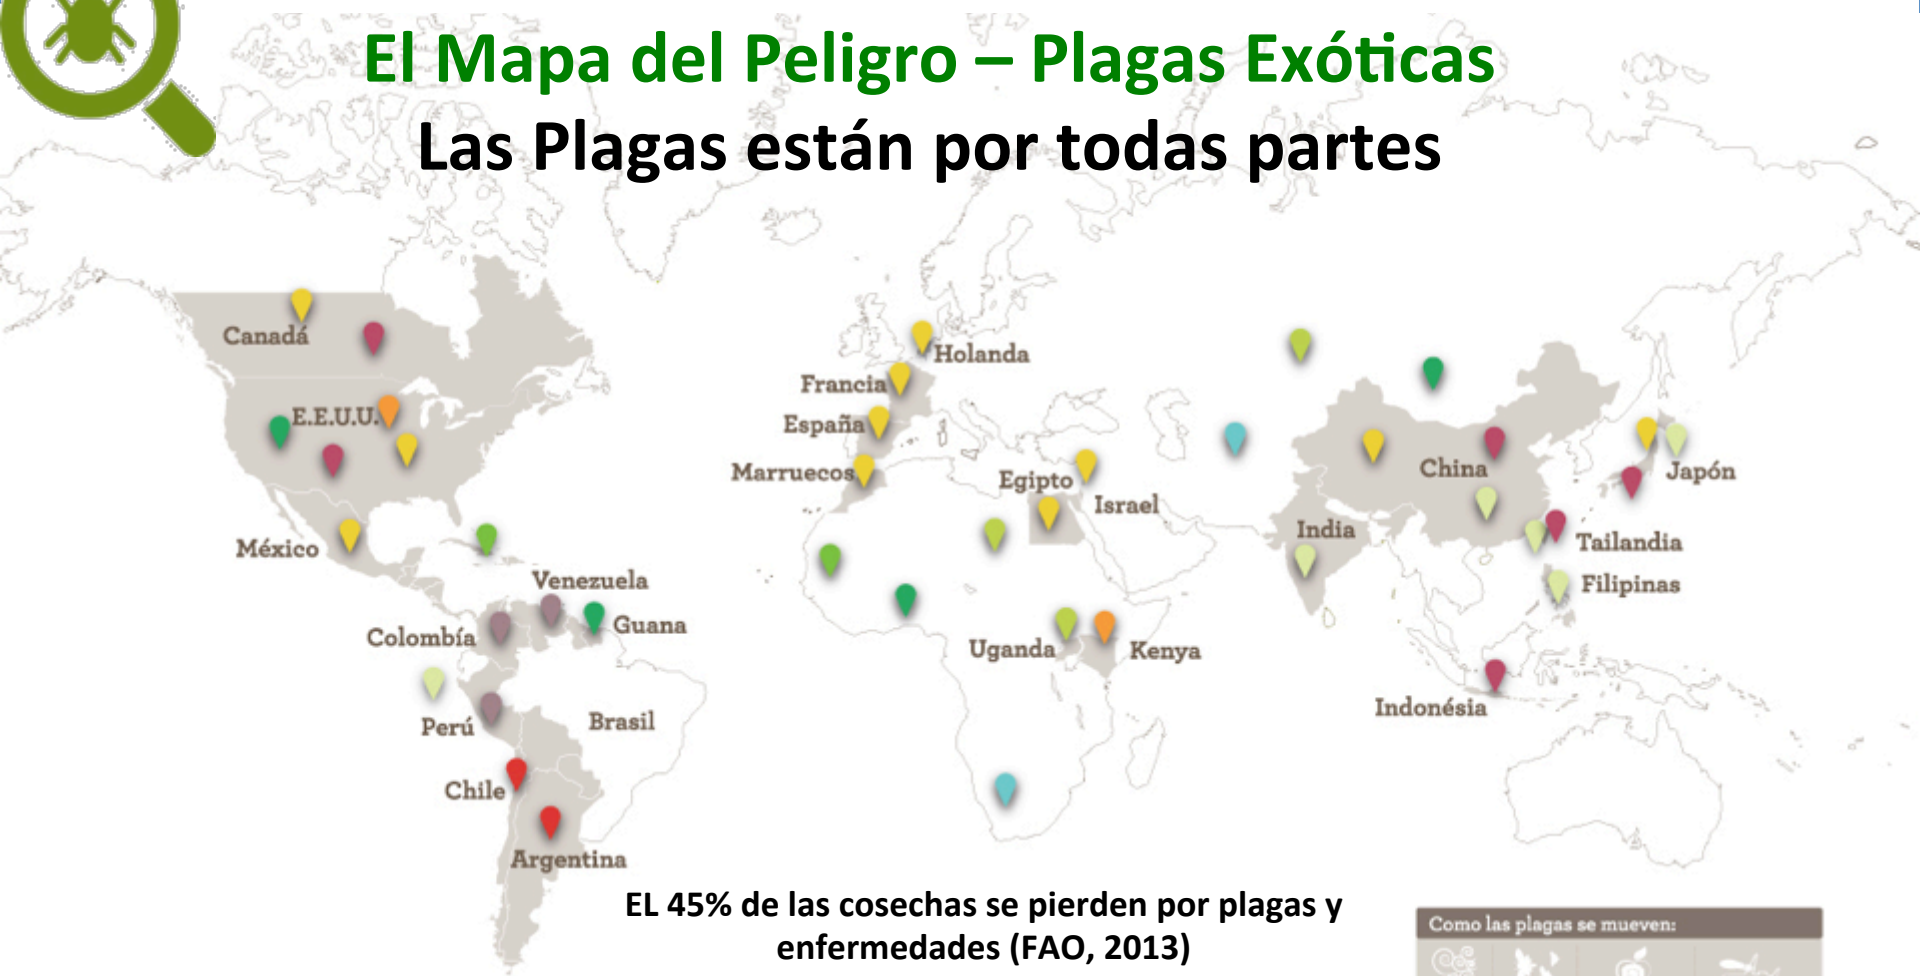 El Mapa del Peligro – Plagas Exóticas
Las Plagas están por todas partes
Canadá
Holanda
Francia
E.E.U.U.
España
China
Japón
Marruecos
Egipto
Israel
India
México
Tailandia
Venezuela
Filipinas
Guana
Colombía
Uganda
Kenya
Indonésia
Perú
Brasil
Chile
Argentina
EL 45% de las cosechas se pierden por plagas y
enfermedades (FAO, 2013)
Como las plagas se mueven: